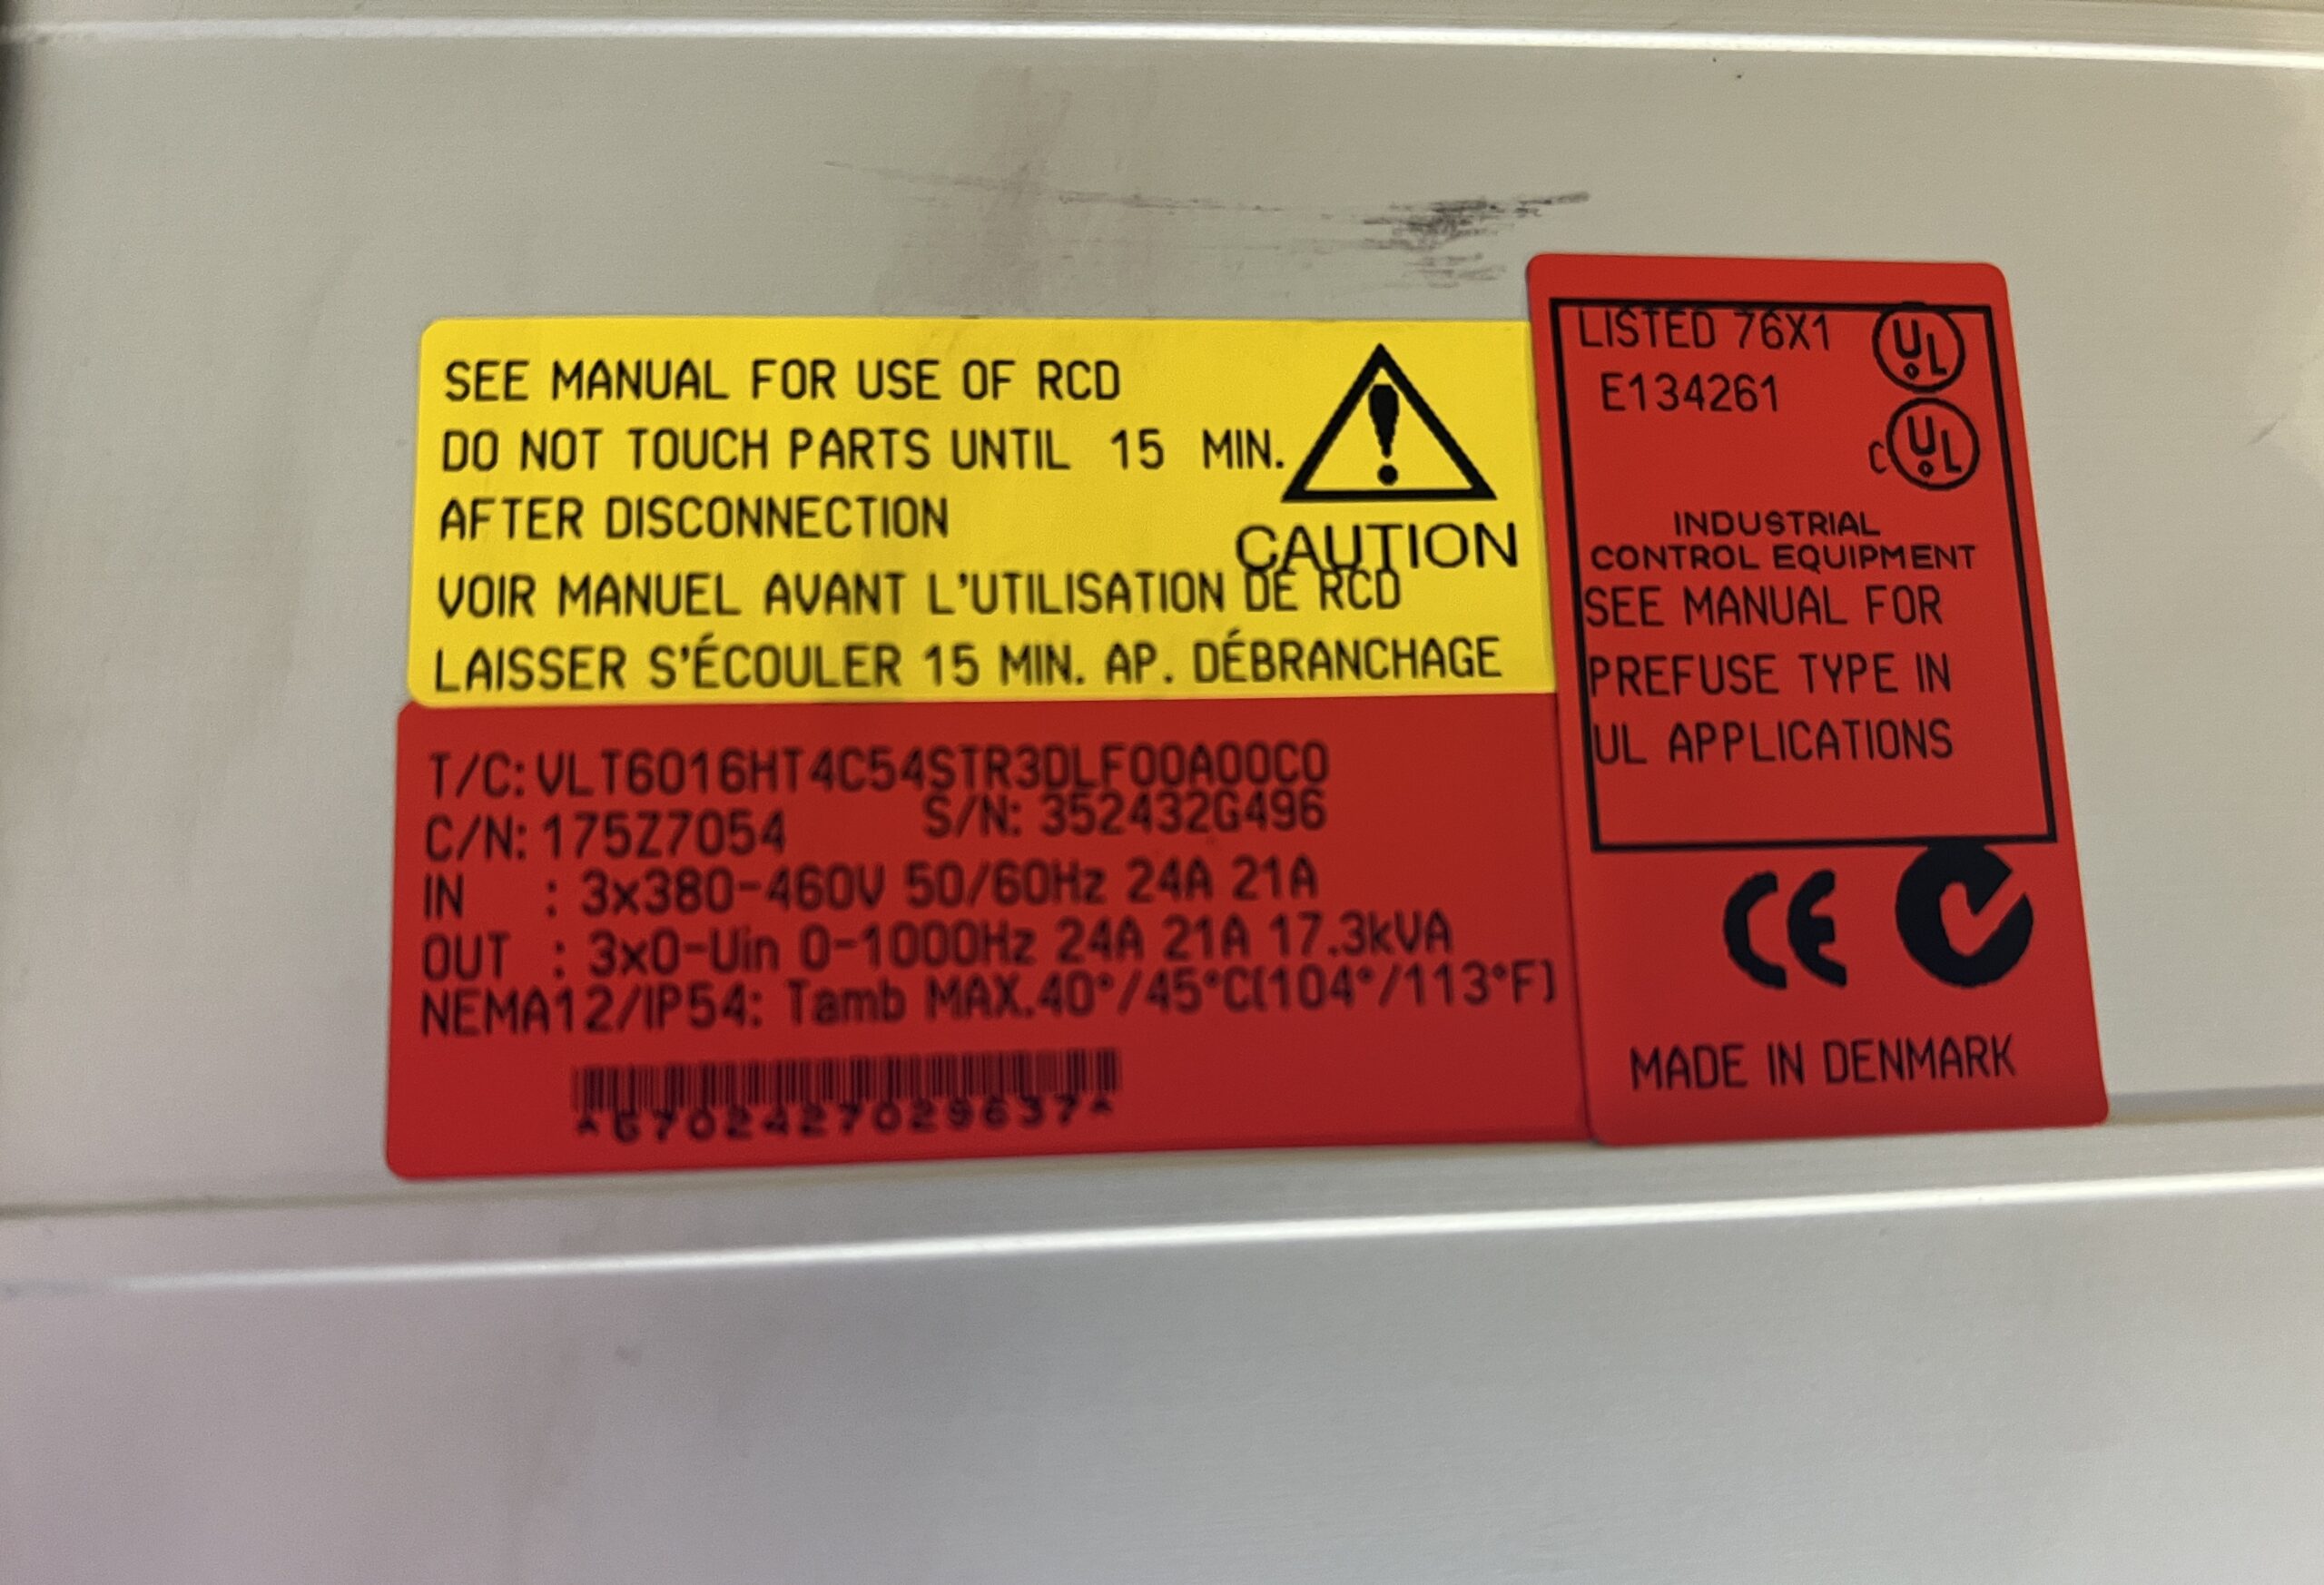 SEE MANUAL FOR USE OF RCD
DO NOT TOUCH PARTS UNTIL 15 MIN.
AFTER DISCONNECTION
CAUTION
VOIR MANUEL AVANT L'UTILISATION DE RCD
LAISSER S'ÉCOULER 15 MIN. AP. DÉBRANCHAGE
T/C: VLT6016HT4C54STR3DLF00A00C0
C/N: 175Z7054 S/N: 352432G496
IN : 3x380-460V 50/60Hz 24A 21A
OUT : 3x0-Uin 0-1000Hz 24A 21A 17.3kVA
NEMA12/IP54: Tamb MAX.40°/45°C(104°/113°F)
LISTED 76X1 UL
E134261
C UL
INDUSTRIAL
CONTROL EQUIPMENT
SEE MANUAL FOR
PREFUSE TYPE IN
UL APPLICATIONS
CE
MADE IN DENMARK